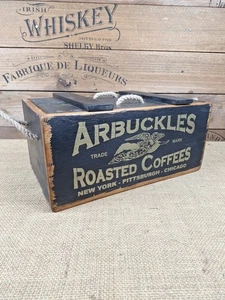 IRISH
WHISKEY
SHELBY BROS.
FABRIQUE DE LIQUEURS
ARBUCKLES
TRADE MARK
ROASTED COFFEES
NEW YORK - PITTSBURGH - CHICAGO